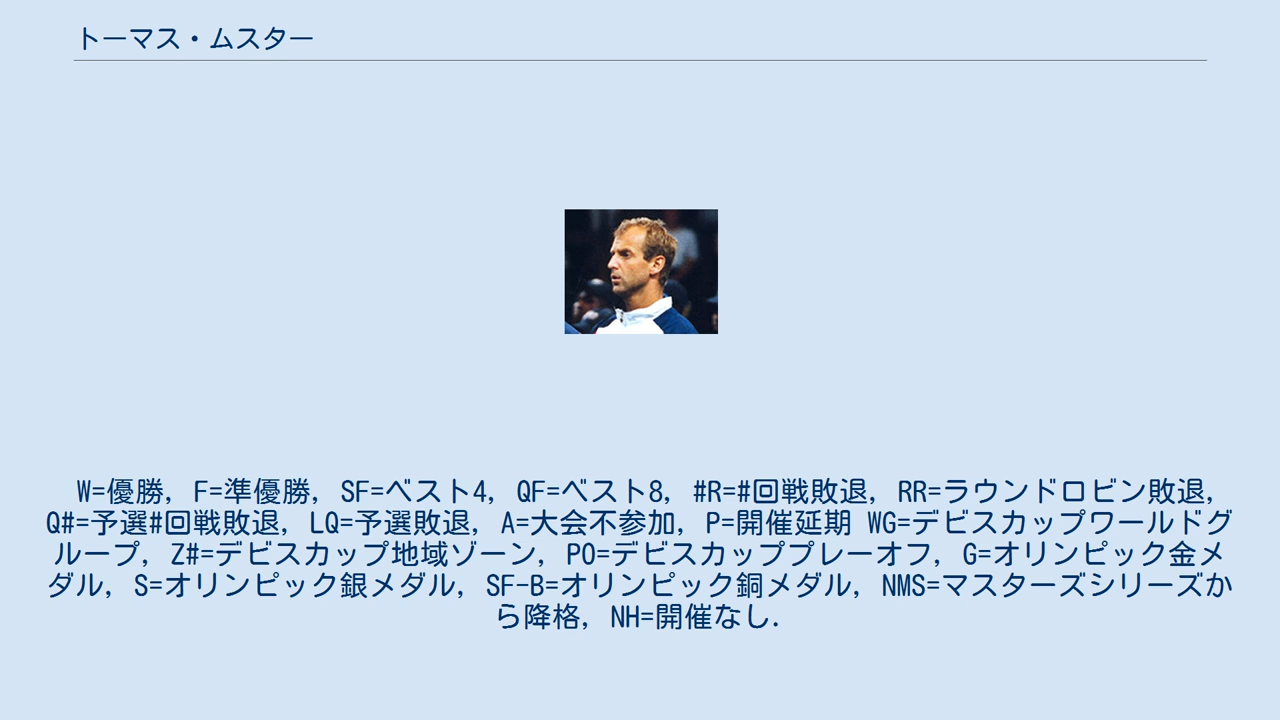 トーマス・ムスター
W=優勝, F=準優勝, SF=ベスト4, QF=ベスト8, #R=#回戦敗退, RR=ラウンドロビン敗退,
Q#=予選#回戦敗退, LQ=予選敗退, A=大会不参加, P=開催延期 WG=デビスカップワールドグ
ループ, Z#=デビスカップ地域ゾーン, PO=デビスカッププレーオフ, G=オリンピック金メ
ダル, S=オリンピック銀メダル, SF-B=オリンピック銅メダル, NMS=マスターズシリーズか
ら降格, NH=開催なし.